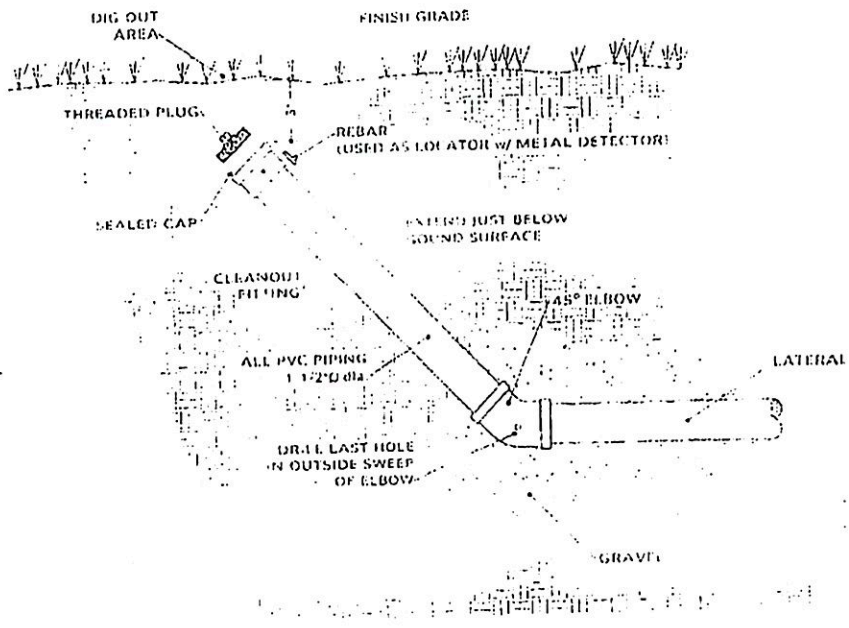 DIG OUT
AREA
FINISH GRADE
THREADED PLUG
REBAR
(USED AS LOCATOR w/ METAL DETECTOR)
SEALED CAP
EXTEND JUST BELOW
CLEANOUT
FITTING
45° ELBOW
ALL PVC PIPING
1 1/2"Ø dia.
LATERAL
DRILL LAST HOLE
IN OUTSIDE SWEEP
OF ELBOW
GRAVEL